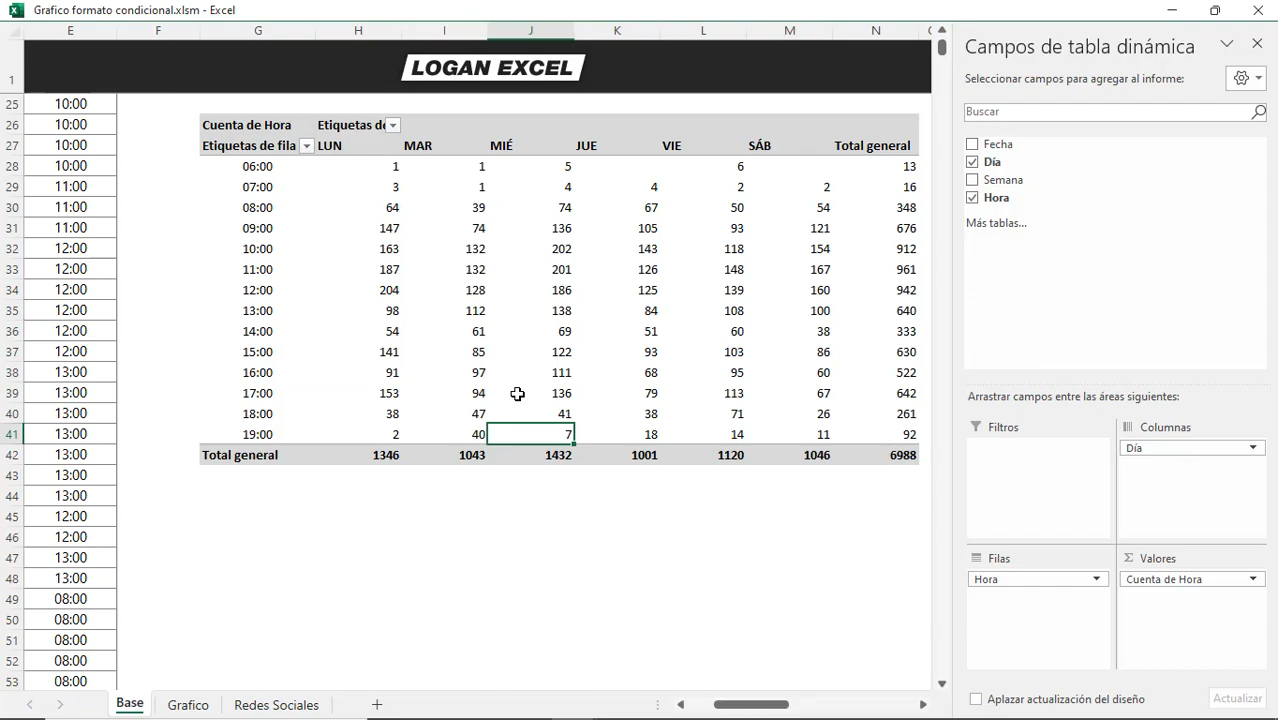 Grafico formato condicional.xlsm - Excel
E F G H I J K L M N
1 LOGAN EXCEL
25 10:00
26 10:00 Cuenta de Hora Etiquetas de
27 10:00 Etiquetas de fila LUN MAR MIÉ JUE VIE SÁB Total general
28 10:00 06:00 1 1 5 6 13
29 11:00 07:00 3 1 4 4 2 2 16
30 11:00 08:00 64 39 74 67 50 54 348
31 11:00 09:00 147 74 136 105 93 121 676
32 12:00 10:00 163 132 202 143 118 154 912
33 12:00 11:00 187 132 201 126 148 167 961
34 12:00 12:00 204 128 186 125 139 160 942
35 12:00 13:00 98 112 138 84 108 100 640
36 12:00 14:00 54 61 69 51 60 38 333
37 12:00 15:00 141 85 122 93 103 86 630
38 13:00 16:00 91 97 111 68 95 60 522
39 13:00 17:00 153 94 136 79 113 67 642
40 13:00 18:00 38 47 41 38 71 26 261
41 13:00 19:00 2 40 7 18 14 11 92
42 13:00 Total general 1346 1043 1432 1001 1120 1046 6988
43 13:00
44 13:00
45 12:00
46 12:00
47 13:00
48 13:00
49 08:00
50 08:00
51 08:00
52 08:00
53 08:00
Base Grafico Redes Sociales
Campos de tabla dinámica
Seleccionar campos para agregar al informe:
Buscar
Fecha
Día
Semana
Hora
Más tablas...
Arrastrar campos entre las áreas siguientes:
Filtros
Columnas
Día
Filas
Σ Valores
Hora
Cuenta de Hora
Aplazar actualización del diseño
Actualizar